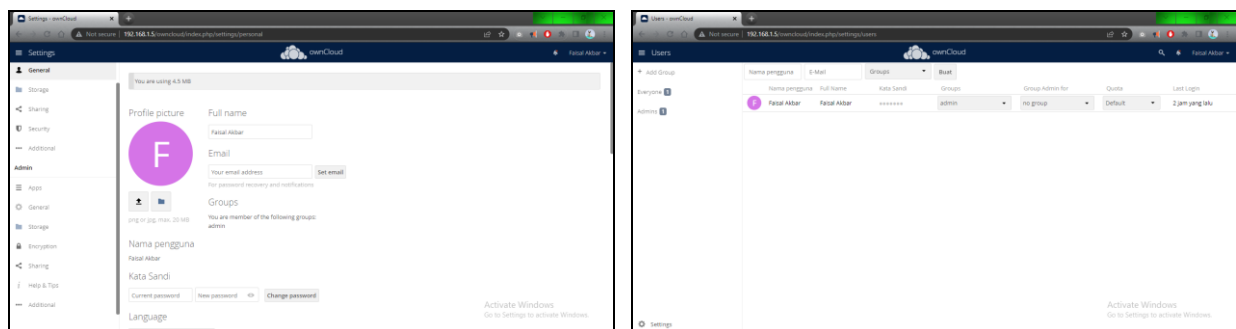 Settings - ownCloud
Not secure | 192.168.1.5/owncloud/index.php/settings/personal
Settings
ownCloud
Faisal Akbar
General
Storage
Sharing
Security
Additional
Admin
Apps
General
Storage
Encryption
Sharing
Help & Tips
Additional
You are using 4.9 MB
Profile picture
F
png or jpg, max. 20 MB
Full name
Faisal Akbar
Email
Your email address
Set email
For password recovery and notifications
Groups
You are member of the following groups:
admin
Nama pengguna
Faisal Akbar
Kata Sandi
Current password
New password
Change password
Language
Activate Windows
Go to Settings to activate Windows.
Users - ownCloud
Not secure | 192.168.1.5/owncloud/index.php/settings/users
Users
ownCloud
Faisal Akbar
+ Add Group
Everyone 1
Admins 1
Settings
Nama pengguna
E-Mail
Groups
Buat
Nama pengguna Full Name Kata Sandi Groups Group Admin for Quota Last Login
F Faisal Akbar Faisal Akbar admin no group Default 2 jam yang lalu
Activate Windows
Go to Settings to activate Windows.